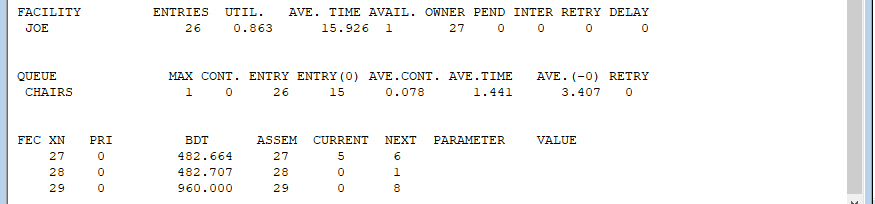 FACILITY ENTRIES UTIL. AVE. TIME AVAIL. OWNER PEND INTER RETRY DELAY
JOE 26 0.863 15.926 1 27 0 0 0 0
QUEUE MAX CONT. ENTRY ENTRY(0) AVE.CONT. AVE.TIME AVE.(-0) RETRY
CHAIRS 1 0 26 15 0.078 1.441 3.407 0
FEC XN PRI BDT ASSEM CURRENT NEXT PARAMETER VALUE
27 0 482.664 27 5 6
28 0 482.707 28 0 1
29 0 960.000 29 0 8